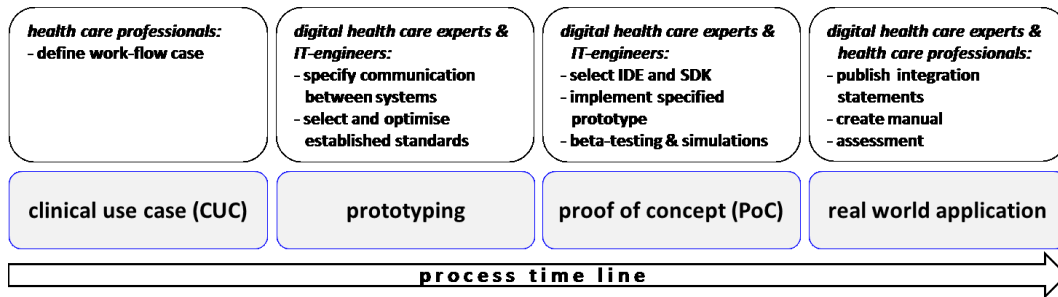 health care professionals:
- define work-flow case
digital health care experts &
IT-engineers:
- specify communication
between systems
- select and optimise
established standards
digital health care experts &
IT-engineers:
- select IDE and SDK
- implement specified
prototype
- beta-testing & simulations
digital health care experts &
health care professionals:
- publish integration
statements
- create manual
- assessment
clinical use case (CUC)
prototyping
proof of concept (PoC)
real world application
process time line